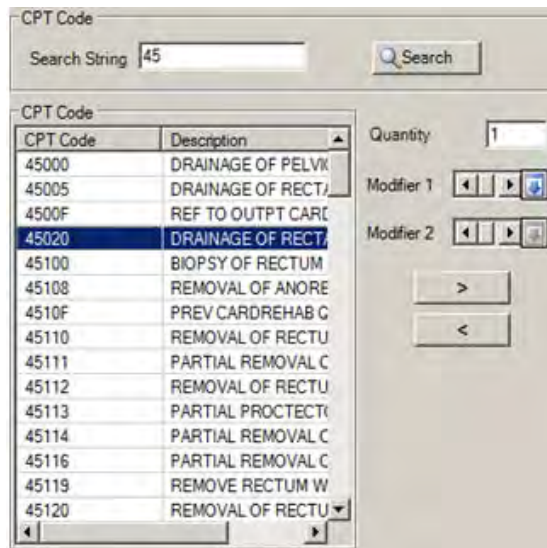 CPT Code
Search String 45 Search
CPT Code
CPT Code Description
45000 DRAINAGE OF PELVI
45005 DRAINAGE OF RECTA
4500F REF TO OUTPT CARD
45020 DRAINAGE OF RECTA
45100 BIOPSY OF RECTUM
45108 REMOVAL OF ANORE
4510F PREV CARDREHAB Q
45110 REMOVAL OF RECTU
45111 PARTIAL REMOVAL O
45112 REMOVAL OF RECTU
45113 PARTIAL PROCTECTO
45114 PARTIAL REMOVAL O
45116 PARTIAL REMOVAL O
45119 REMOVE RECTUM W
45120 REMOVAL OF RECTU
Quantity 1
Modifier 1
Modifier 2
>
<